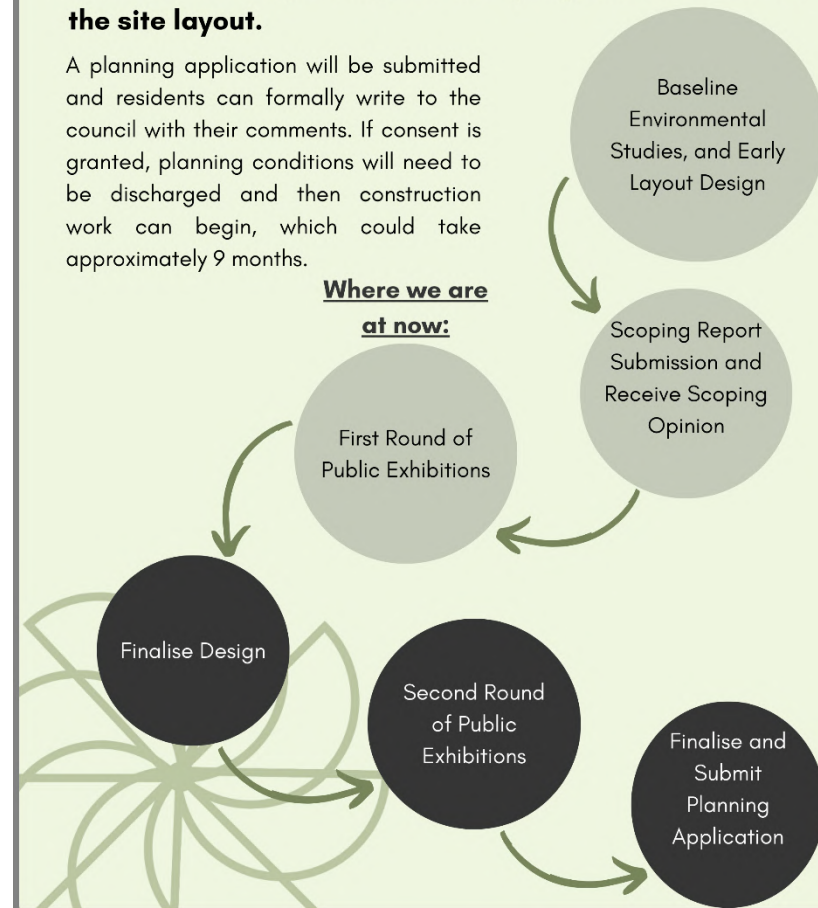 the site layout.
A planning application will be submitted
and residents can formally write to the
council with their comments. If consent is
granted, planning conditions will need to
be discharged and then construction
work can begin, which could take
approximately 9 months.
Baseline
Environmental
Studies, and Early
Layout Design
Scoping Report
Submission and
Receive Scoping
Opinion
Where we are
at now:
First Round of
Public Exhibitions
Finalise Design
Second Round
of Public
Exhibitions
Finalise and
Submit
Planning
Application